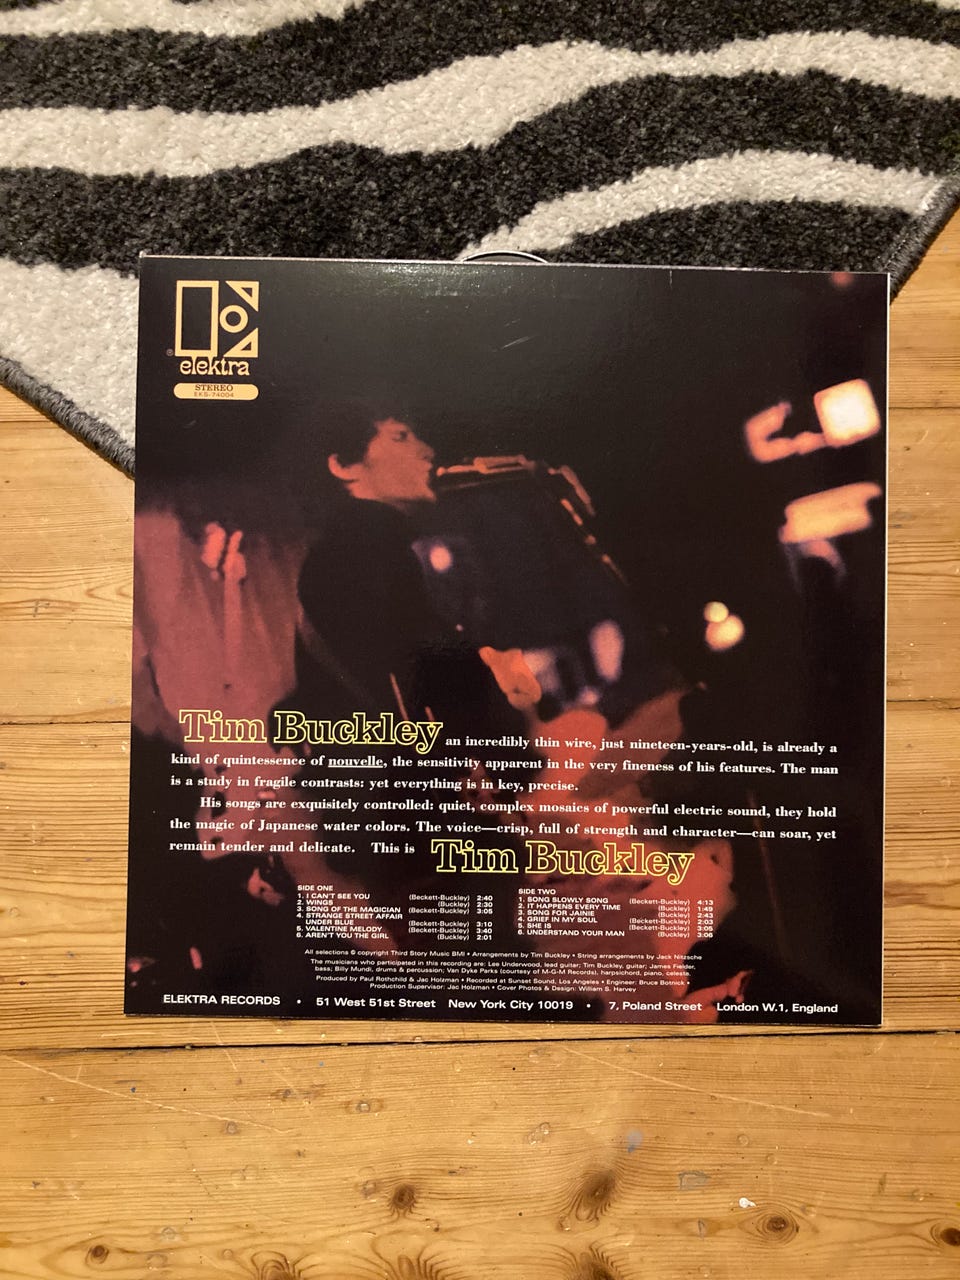 ®
elektra
STEREO
EKS-74004
Tim Buckley an incredibly thin wire, just nineteen-years-old, is already a
kind of quintessence of nouvelle, the sensitivity apparent in the very fineness of his features. The man
is a study in fragile contrasts: yet everything is in key, precise.
His songs are exquisitely controlled: quiet, complex mosaics of powerful electric sound, they hold
the magic of Japanese water colors. The voice—crisp, full of strength and character—can soar, yet
remain tender and delicate. This is Tim Buckley
SIDE ONE
1. I CAN'T SEE YOU (Beckett-Buckley) 2:40
2. WINGS (Buckley) 2:30
3. SONG OF THE MAGICIAN (Beckett-Buckley) 3:05
4. STRANGE STREET AFFAIR
UNDER BLUE (Beckett-Buckley) 3:10
5. VALENTINE MELODY (Beckett-Buckley) 3:40
6. AREN'T YOU THE GIRL (Buckley) 2:01
SIDE TWO
1. SONG SLOWLY SONG (Beckett-Buckley) 4:13
2. IT HAPPENS EVERY TIME (Buckley) 1:49
3. SONG FOR JAINIE (Buckley) 2:43
4. GRIEF IN MY SOUL (Beckett-Buckley) 2:03
5. SHE IS (Beckett-Buckley) 3:05
6. UNDERSTAND YOUR MAN (Buckley) 3:06
All selections © copyright Third Story Music BMI • Arrangements by Tim Buckley • String arrangements by Jack Nitzsche
The musicians who participated in this recording are: Lee Underwood, lead guitar; Tim Buckley, guitar; James Fielder,
bass; Billy Mundi, drums & percussion; Van Dyke Parks (courtesy of M-G-M Records), harpsichord, piano, celeste.
Produced by Paul Rothchild & Jac Holzman • Recorded at Sunset Sound, Los Angeles • Engineer: Bruce Botnick •
Production Supervisor: Jac Holzman • Cover Photos & Design: William S. Harvey
ELEKTRA RECORDS • 51 West 51st Street New York City 10019 • 7, Poland Street London W.1, England